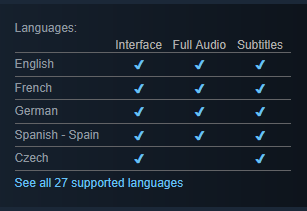 Languages:
Interface Full Audio Subtitles
English ✔ ✔ ✔
French ✔ ✔ ✔
German ✔ ✔ ✔
Spanish - Spain ✔ ✔ ✔
Czech ✔ ✔
See all 27 supported languages